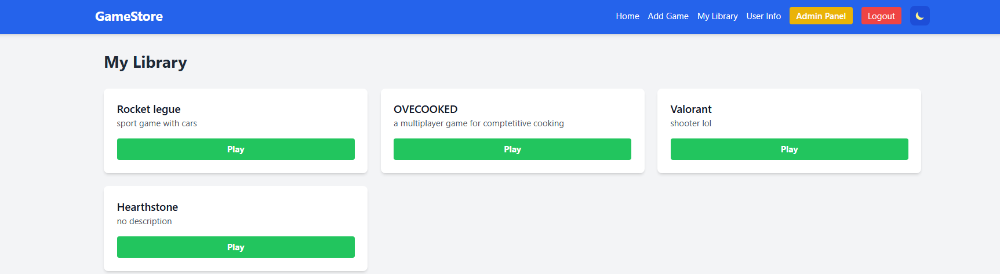 GameStore
Home Add Game My Library User Info Admin Panel Logout
My Library
Rocket legue
sport game with cars
Play
OVECOOKED
a multiplayer game for comptetitive cooking
Play
Valorant
shooter lol
Play
Hearthstone
no description
Play